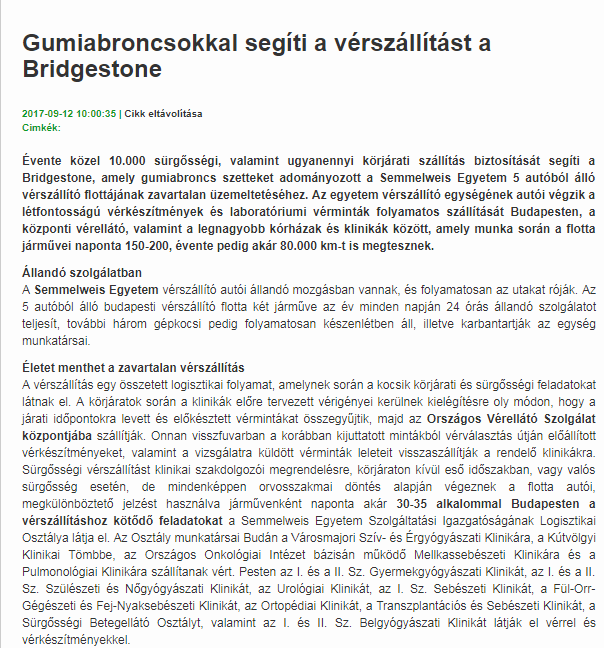 Gumiabroncsokkal segíti a vérszállítást a
Bridgestone
2017-09-12 10:00:35 | Cikk eltávolítása
Cimkék:
Évente közel 10.000 sürgősségi, valamint ugyanennyi körjárati szállítás biztosítását segíti a
Bridgestone, amely gumiabroncs szetteket adományozott a Semmelweis Egyetem 5 autóból álló
vérszállító flottájának zavartalan üzemeltetéséhez. Az egyetem vérszállító egységének autói végzik a
létfontosságú vérkészítmények és laboratóriumi vérminták folyamatos szállítását Budapesten, a
központi vérellátó, valamint a legnagyobb kórházak és klinikák között, amely munka során a flotta
járművei naponta 150-200, évente pedig akár 80.000 km-t is megtesznek.
Állandó szolgálatban
A Semmelweis Egyetem vérszállító autói állandó mozgásban vannak, és folyamatosan az utakat róják. Az
5 autóból álló budapesti vérszállító flotta két járműve az év minden napján 24 órás állandó szolgálatot
teljesít, további három gépkocsi pedig folyamatosan készenlétben áll, illetve karbantartják az egység
munkatársai.
Életet menthet a zavartalan vérszállítás
A vérszállítás egy összetett logisztikai folyamat, amelynek során a kocsik körjárati és sürgősségi feladatokat
látnak el. A körjáratok során a klinikák előre tervezett vérigényei kerülnek kielégítésre oly módon, hogy a
járati időpontokra levett és előkészített vérmintákat összegyűjtik, majd az Országos Vérellátó Szolgálat
központjába szállítják. Onnan visszfuvarban a korábban kijuttatott mintákból vérválasztás útján előállított
vérkészítményeket, valamint a vizsgálatra küldött vérminták leleteit visszaszállítják a rendelő klinikákra.
Sürgősségi vérszállítást klinikai szakdolgozói megrendelésre, körjáraton kívül eső időszakban, vagy valós
sürgősség esetén, de mindenképpen orvosszakmai döntés alapján végeznek a flotta autói,
megkülönböztető jelzést használva járművenként naponta akár 30-35 alkalommal Budapesten a
vérszállításhoz kötődő feladatokat a Semmelweis Egyetem Szolgáltatási Igazgatóságának Logisztikai
Osztálya látja el. Az Osztály munkatársai Budán a Városmajori Szív- és Érgyógyászati Klinikára, a Kútvölgyi
Klinikai Tömbbe, az Országos Onkológiai Intézet bázisán működő Mellkassebészeti Klinikára és a
Pulmonológiai Klinikára szállítanak vért. Pesten az I. és a II. Sz. Gyermekgyógyászati Klinikát, az I. és a II.
Sz. Szülészeti és Nőgyógyászati Klinikát, az Urológiai Klinikát, az I. Sz. Sebészeti Klinikát, a Fül-Orr-
Gégészeti és Fej-Nyaksebészeti Klinikát, az Ortopédiai Klinikát, a Transzplantációs és Sebészeti Klinikát, a
Sürgősségi Betegellátó Osztályt, valamint az I. és II. Sz. Belgyógyászati Klinikát látják el vérrel és
vérkészítményekkel.